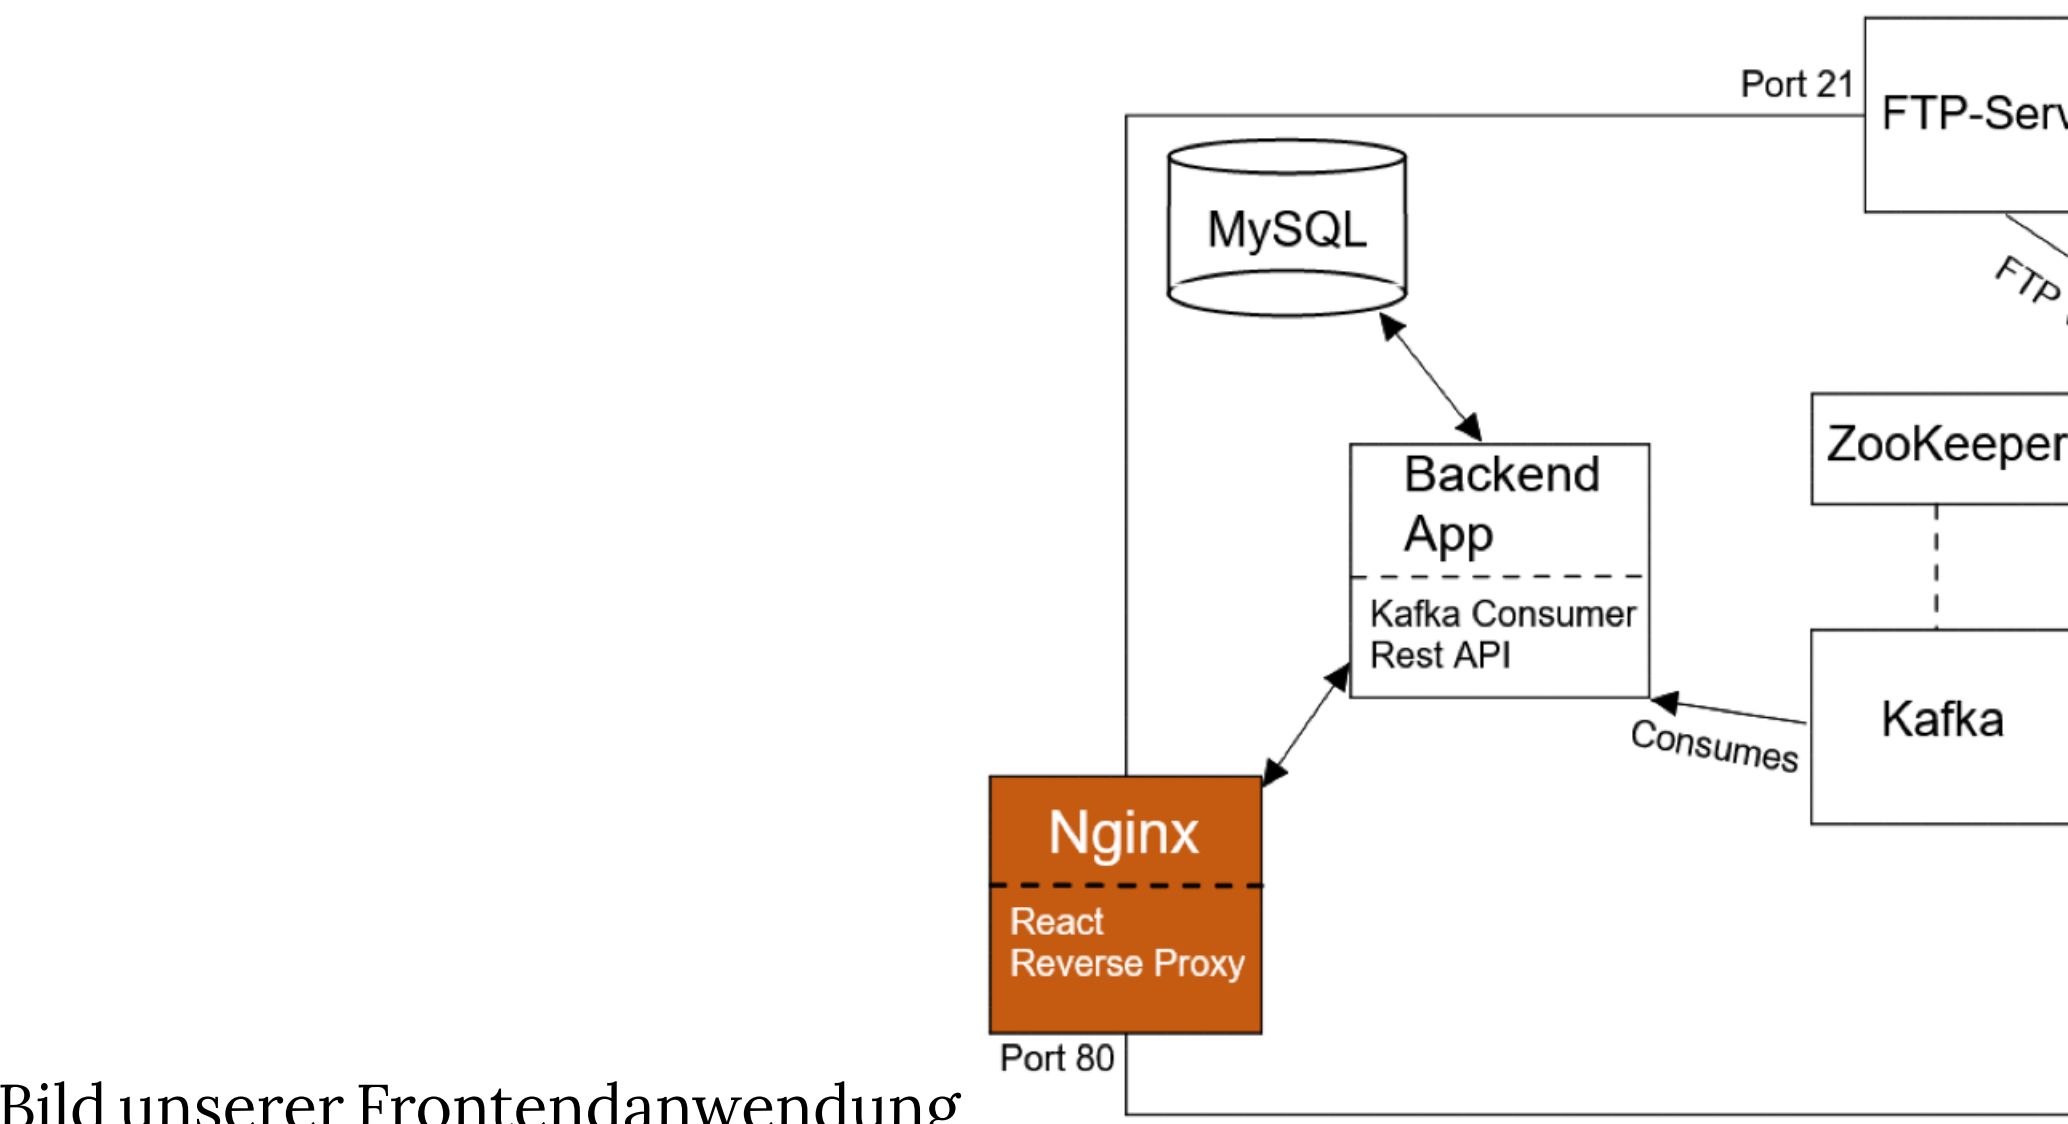 Port 21
FTP-Serv
MySQL
FTP
ZooKeeper
Backend
App
Kafka Consumer
Rest API
Kafka
Consumes
Nginx
React
Reverse Proxy
Port 80
Bild unserer Frontendanwendung